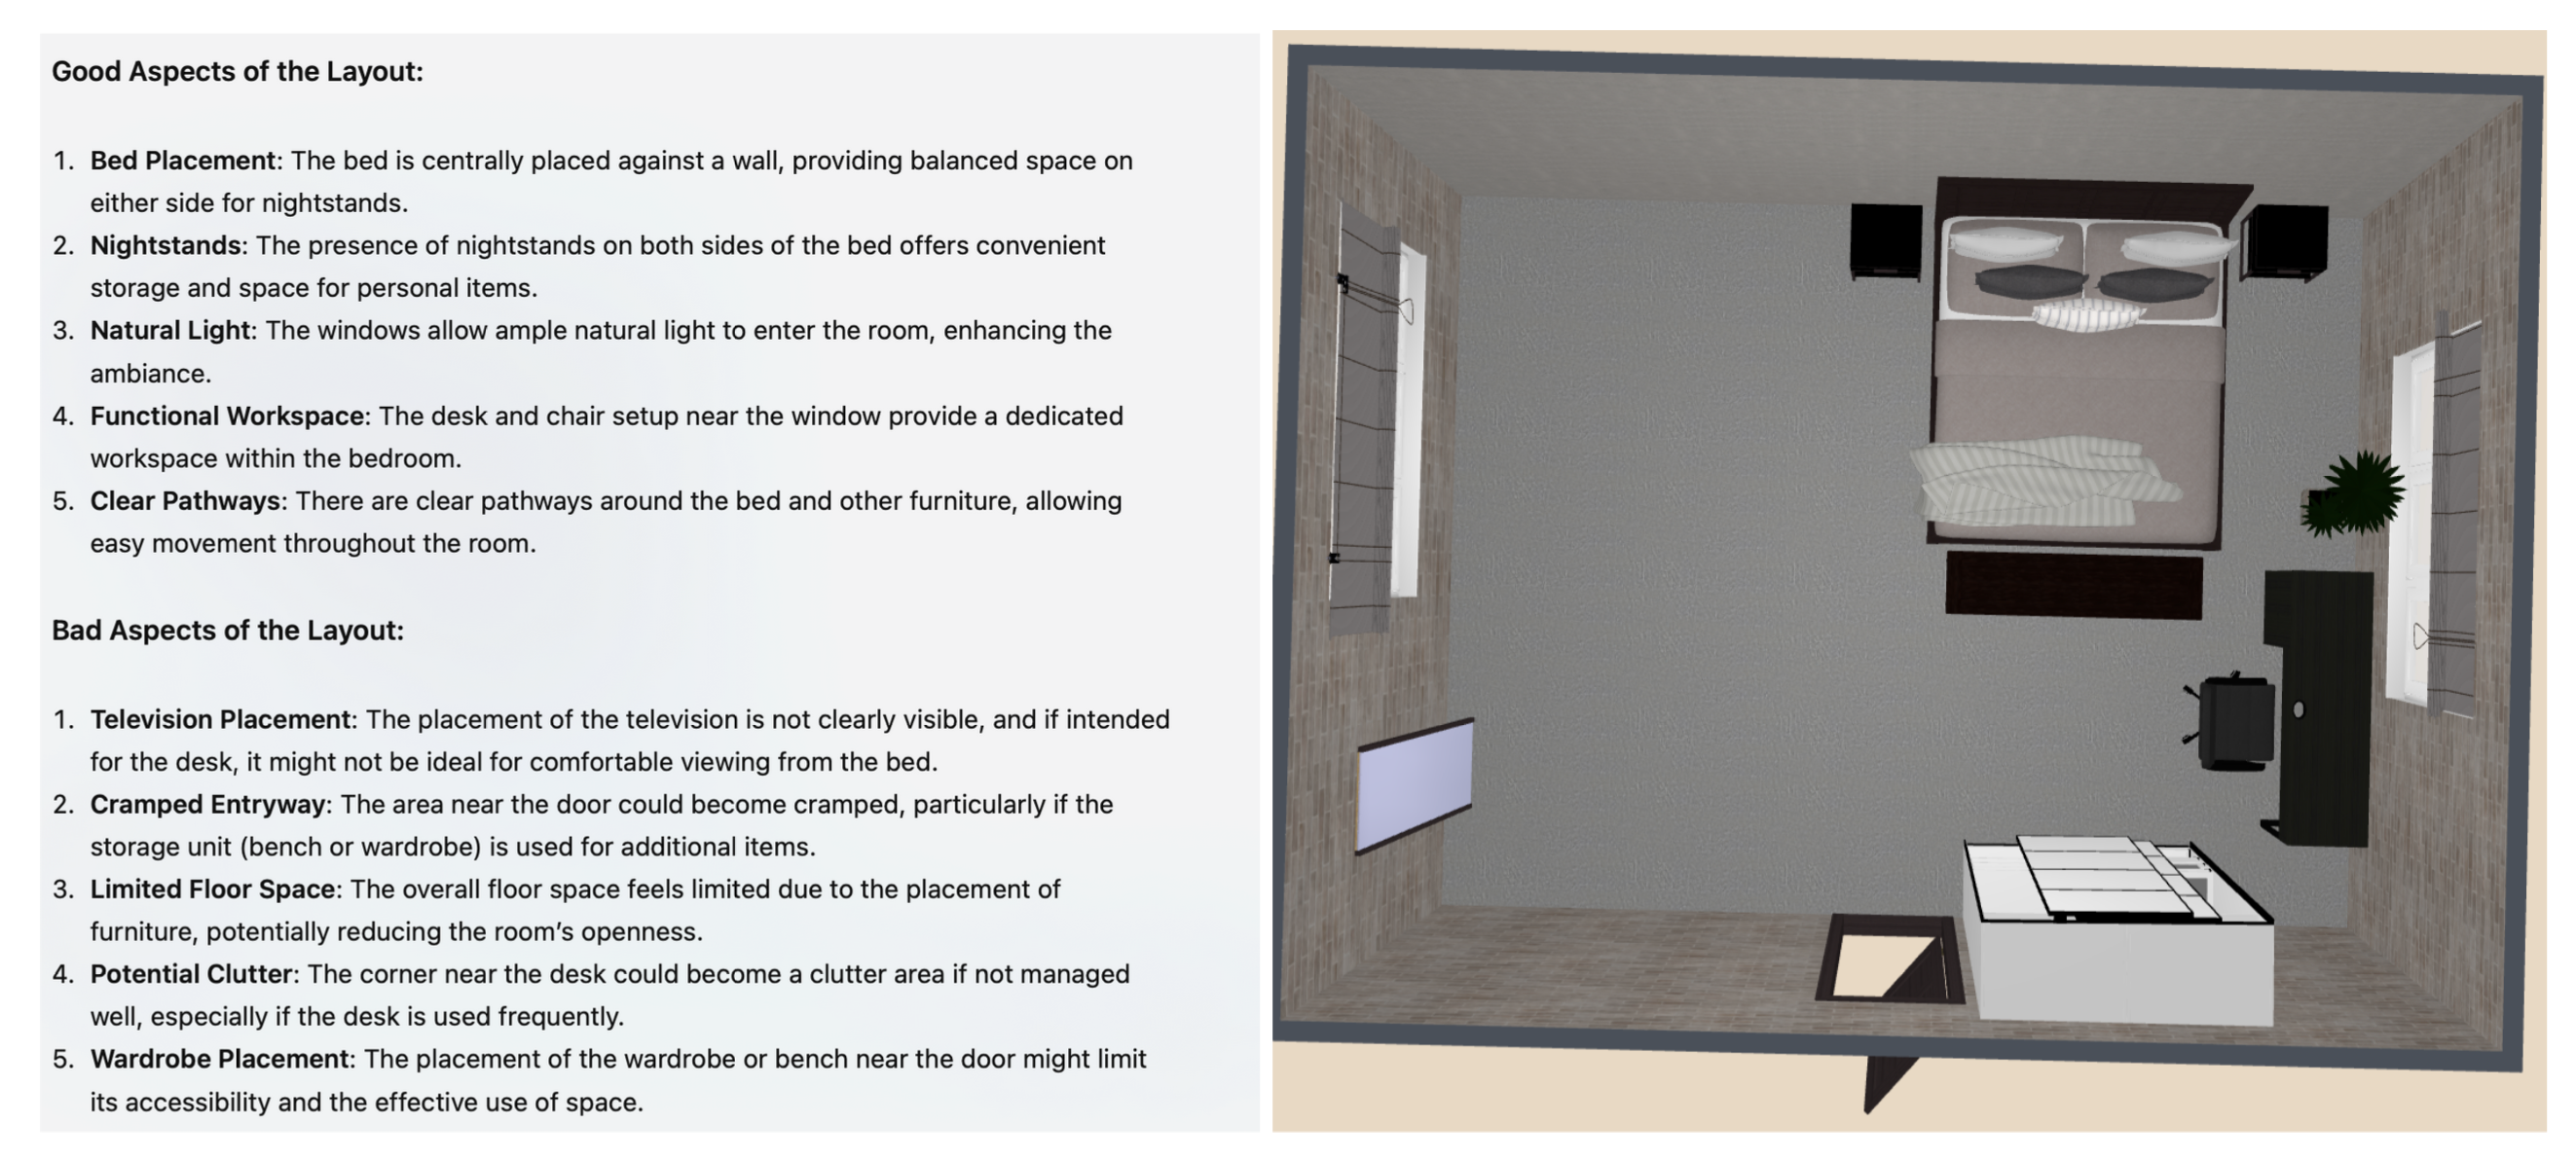 Good Aspects of the Layout:
1. Bed Placement: The bed is centrally placed against a wall, providing balanced space on
either side for nightstands.
2. Nightstands: The presence of nightstands on both sides of the bed offers convenient
storage and space for personal items.
3. Natural Light: The windows allow ample natural light to enter the room, enhancing the
ambiance.
4. Functional Workspace: The desk and chair setup near the window provide a dedicated
workspace within the bedroom.
5. Clear Pathways: There are clear pathways around the bed and other furniture, allowing
easy movement throughout the room.
Bad Aspects of the Layout:
1. Television Placement: The placement of the television is not clearly visible, and if intended
for the desk, it might not be ideal for comfortable viewing from the bed.
2. Cramped Entryway: The area near the door could become cramped, particularly if the
storage unit (bench or wardrobe) is used for additional items.
3. Limited Floor Space: The overall floor space feels limited due to the placement of
furniture, potentially reducing the room’s openness.
4. Potential Clutter: The corner near the desk could become a clutter area if not managed
well, especially if the desk is used frequently.
5. Wardrobe Placement: The placement of the wardrobe or bench near the door might limit
its accessibility and the effective use of space.